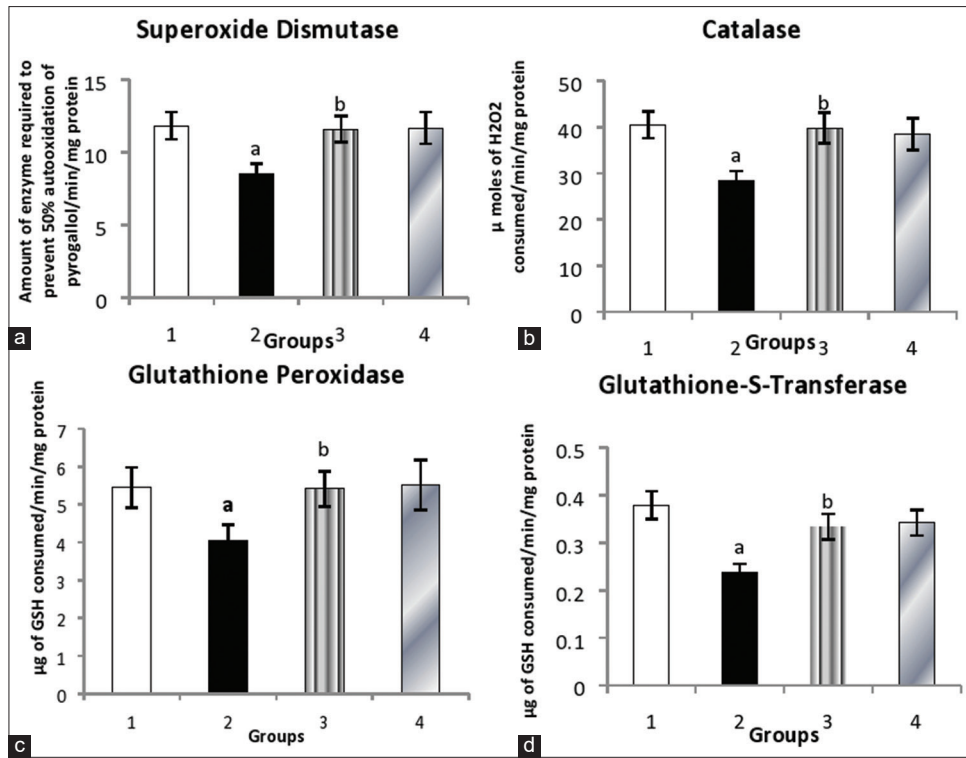 Superoxide Dismutase
Amount of enzyme required to
prevent 50% autooxidation of
pyrogallol/min/mg protein
15
10
5
0
a
b
1 2 3 4
Groups
a
Catalase
µ moles of H2O2
consumed/min/mg protein
50
40
30
20
10
0
a
b
1 2 3 4
Groups
b
Glutathione Peroxidase
µg of GSH consumed/min/mg protein
7
6
5
4
3
2
1
0
a
b
1 2 3 4
Groups
c
Glutathione-S-Transferase
µg of GSH consumed/min/mg protein
0.5
0.4
0.3
0.2
0.1
0
a
b
1 2 3 4
Groups
d